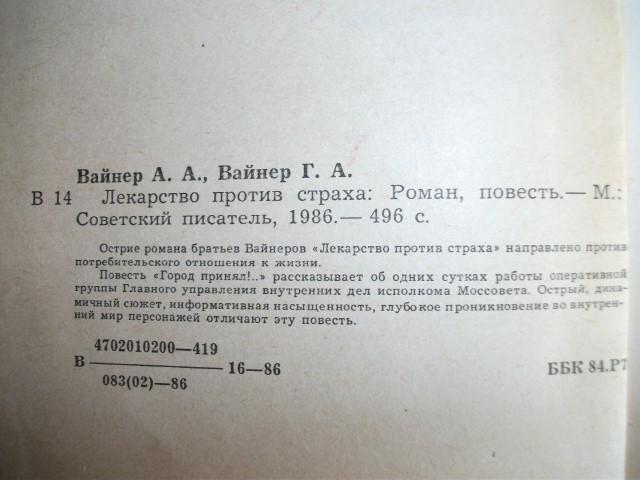 Вайнер А. А., Вайнер Г. А.
В 14 Лекарство против страха: Роман, повесть.— М.:
Советский писатель, 1986.— 496 с.
Острие романа братьев Вайнеров «Лекарство против страха» направлено против
потребительского отношения к жизни.
Повесть «Город принял!..» рассказывает об одних сутках работы оперативной
группы Главного управления внутренних дел исполкома Моссовета. Острый, дина-
мичный сюжет, информативная насыщенность, глубокое проникновение во внутрен-
ний мир персонажей отличают эту повесть.
4702010200—419
В 16—86
083(02)—86
ББК 84.Р7